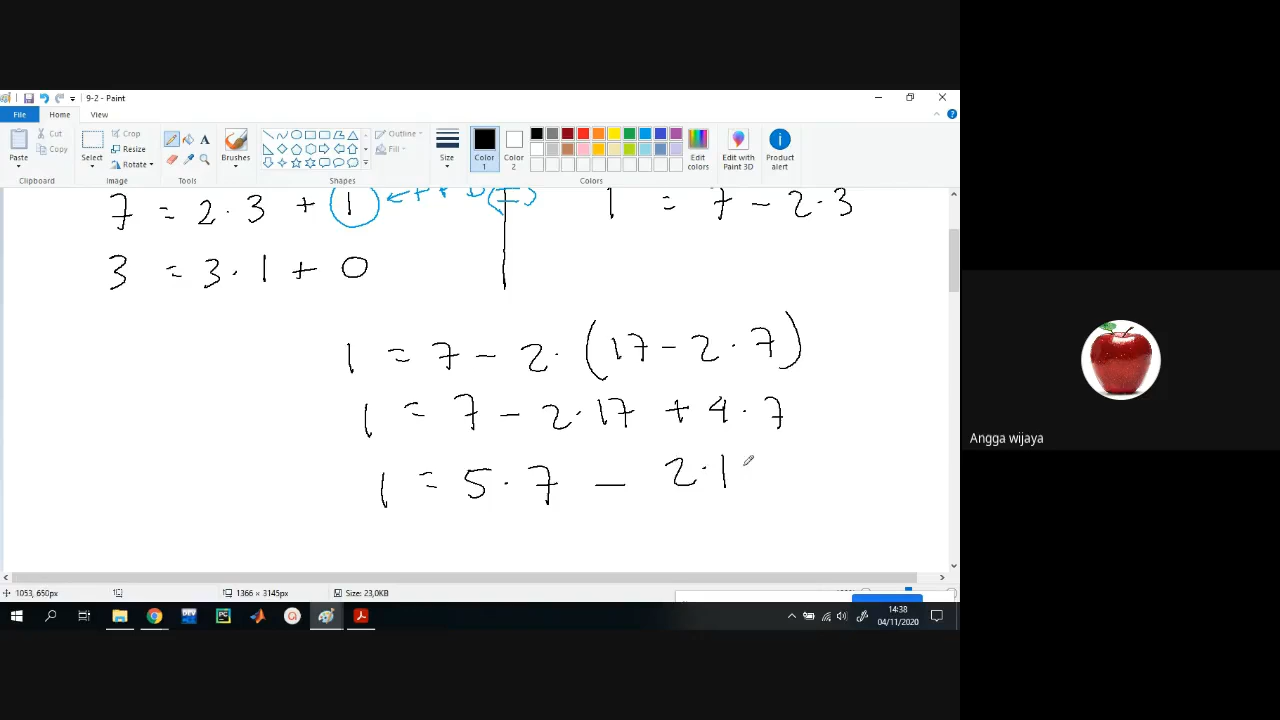 9-2 - Paint
File Home View
Paste Cut Copy Select Crop Resize Rotate Brushes Outline Fill Size Color 1 Color 2 Edit colors Edit with Paint 3D Product alert
Clipboard Image Tools Shapes Colors
7 = 2 · 3 + 1 1 = 7 - 2 · 3
3 = 3 · 1 + 0
1 = 7 - 2 · (17 - 2 · 7)
1 = 7 - 2 · 17 + 4 · 7
1 = 5 · 7 - 2 · 1
Angga wijaya
1053, 650px 1366 × 3145px Size: 23,0KB
14:38
04/11/2020